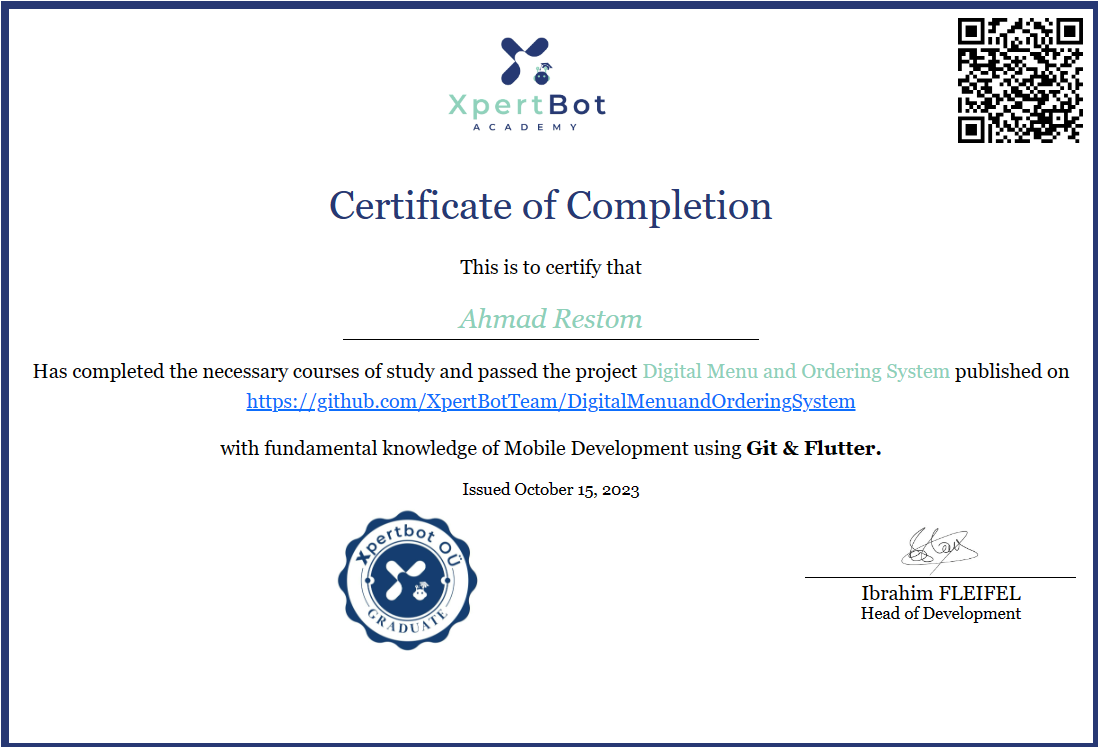 XpertBot
ACADEMY
Certificate of Completion
This is to certify that
Ahmad Restom
Has completed the necessary courses of study and passed the project Digital Menu and Ordering System published on
https://github.com/XpertBotTeam/DigitalMenuandOrderingSystem
with fundamental knowledge of Mobile Development using Git & Flutter.
Issued October 15, 2023
Xpertbot OÜ
GRADUATE
Ibrahim FLEIFEL
Head of Development